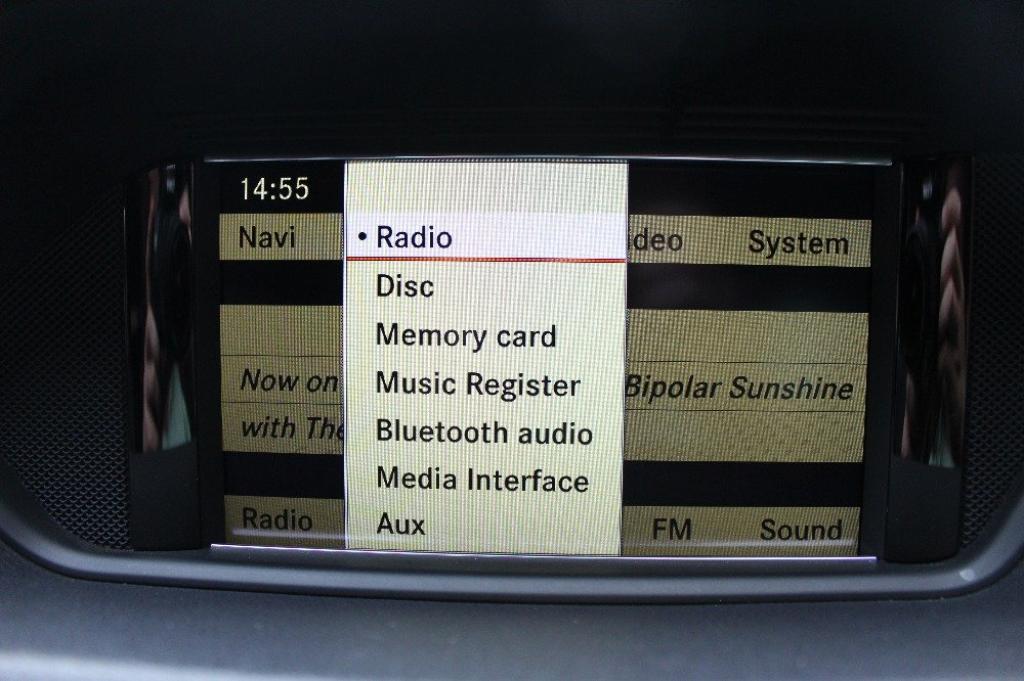 14:55
Navi • Radio deo System
Disc
Memory card
Now on Music Register Bipolar Sunshine
with The Bluetooth audio
Media Interface
Radio Aux FM Sound